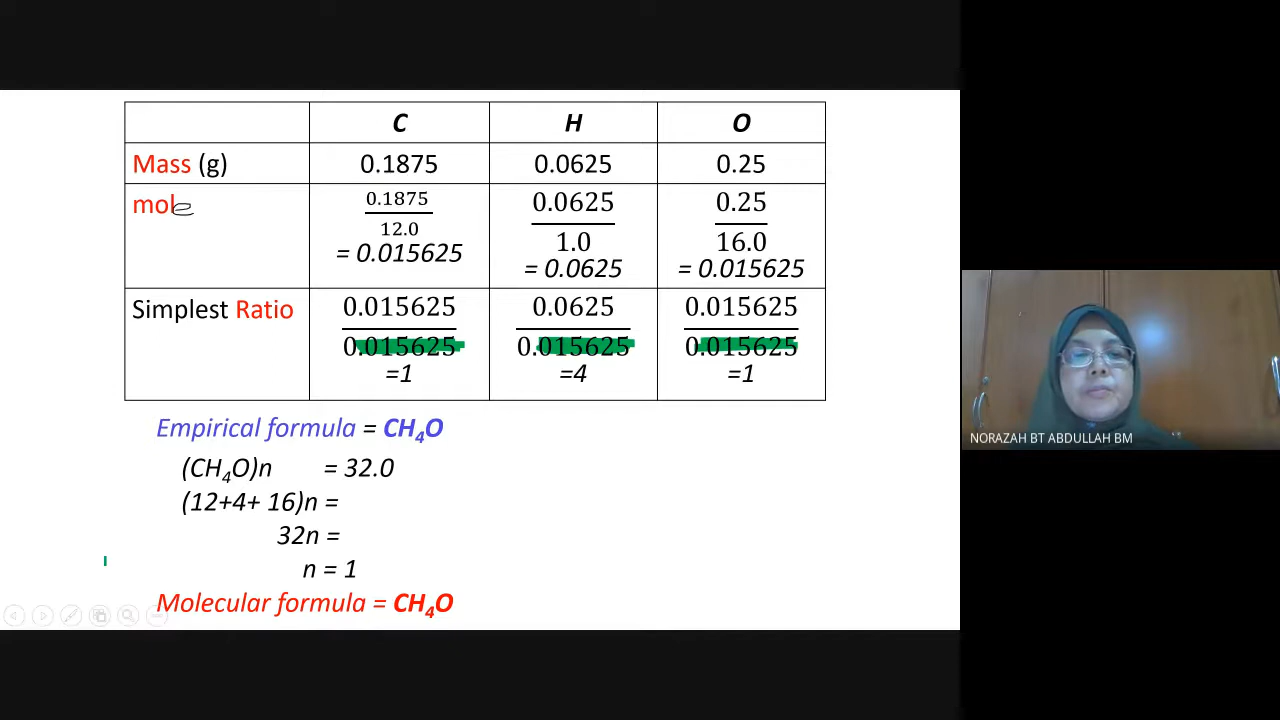 C H O
Mass (g) 0.1875 0.0625 0.25
mole 0.1875 0.0625 0.25
12.0 1.0 16.0
= 0.015625 = 0.0625 = 0.015625
Simplest Ratio 0.015625 0.0625 0.015625
0.015625 0.015625 0.015625
=1 =4 =1
Empirical formula = CH₄O
(CH₄O)n = 32.0
(12+4+ 16)n =
32n =
n = 1
Molecular formula = CH₄O
NORAZAH BT ABDULLAH BM